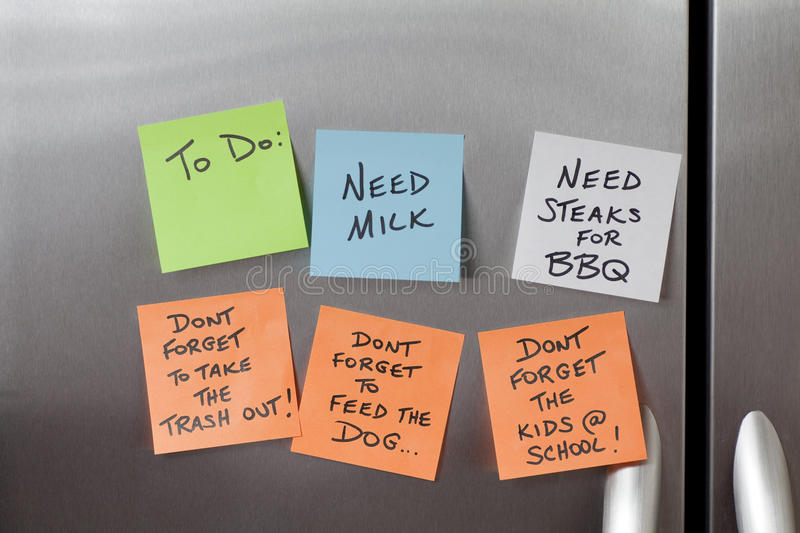 To Do:
NEED
MILK
NEED
STEAKS
FOR
BBQ
DONT
FORGET
TO TAKE
THE
TRASH OUT!
DONT
FORGET
TO
FEED THE
DOG...
DONT
FORGET
THE
KIDS @
SCHOOL!
dreamstime